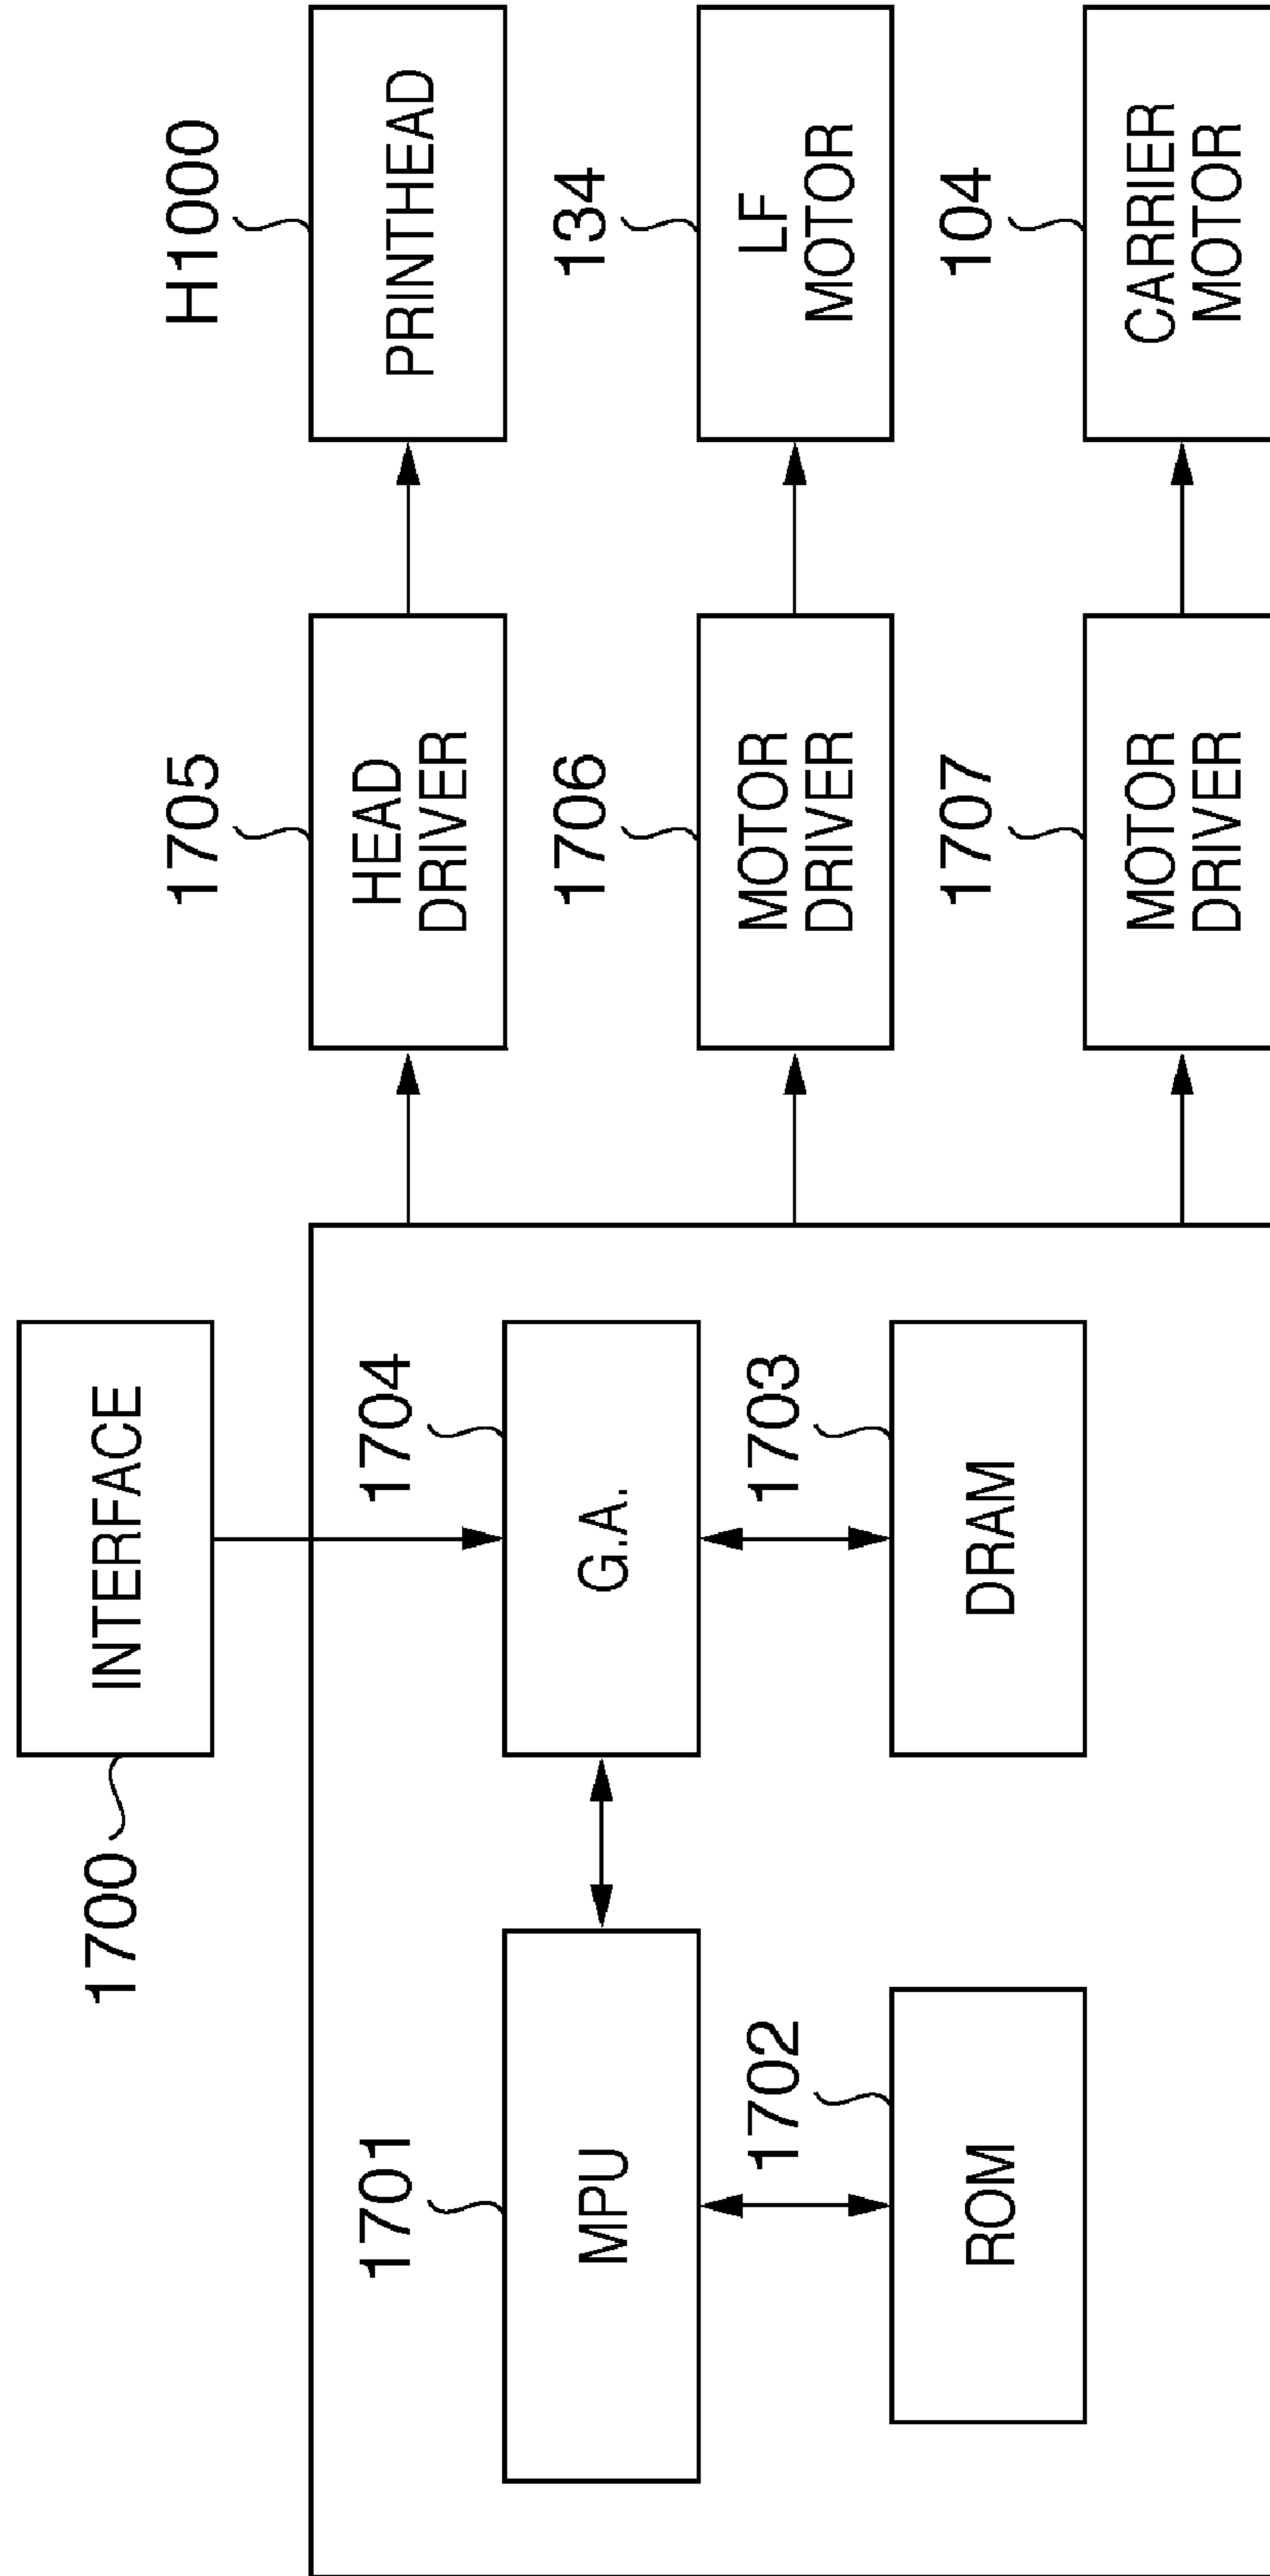 1700
INTERFACE
1701
MPU
1704
G.A.
1702
ROM
1703
DRAM
1705
HEAD
DRIVER
H1000
PRINTHEAD
1706
MOTOR
DRIVER
134
LF
MOTOR
1707
MOTOR
DRIVER
104
CARRIER
MOTOR